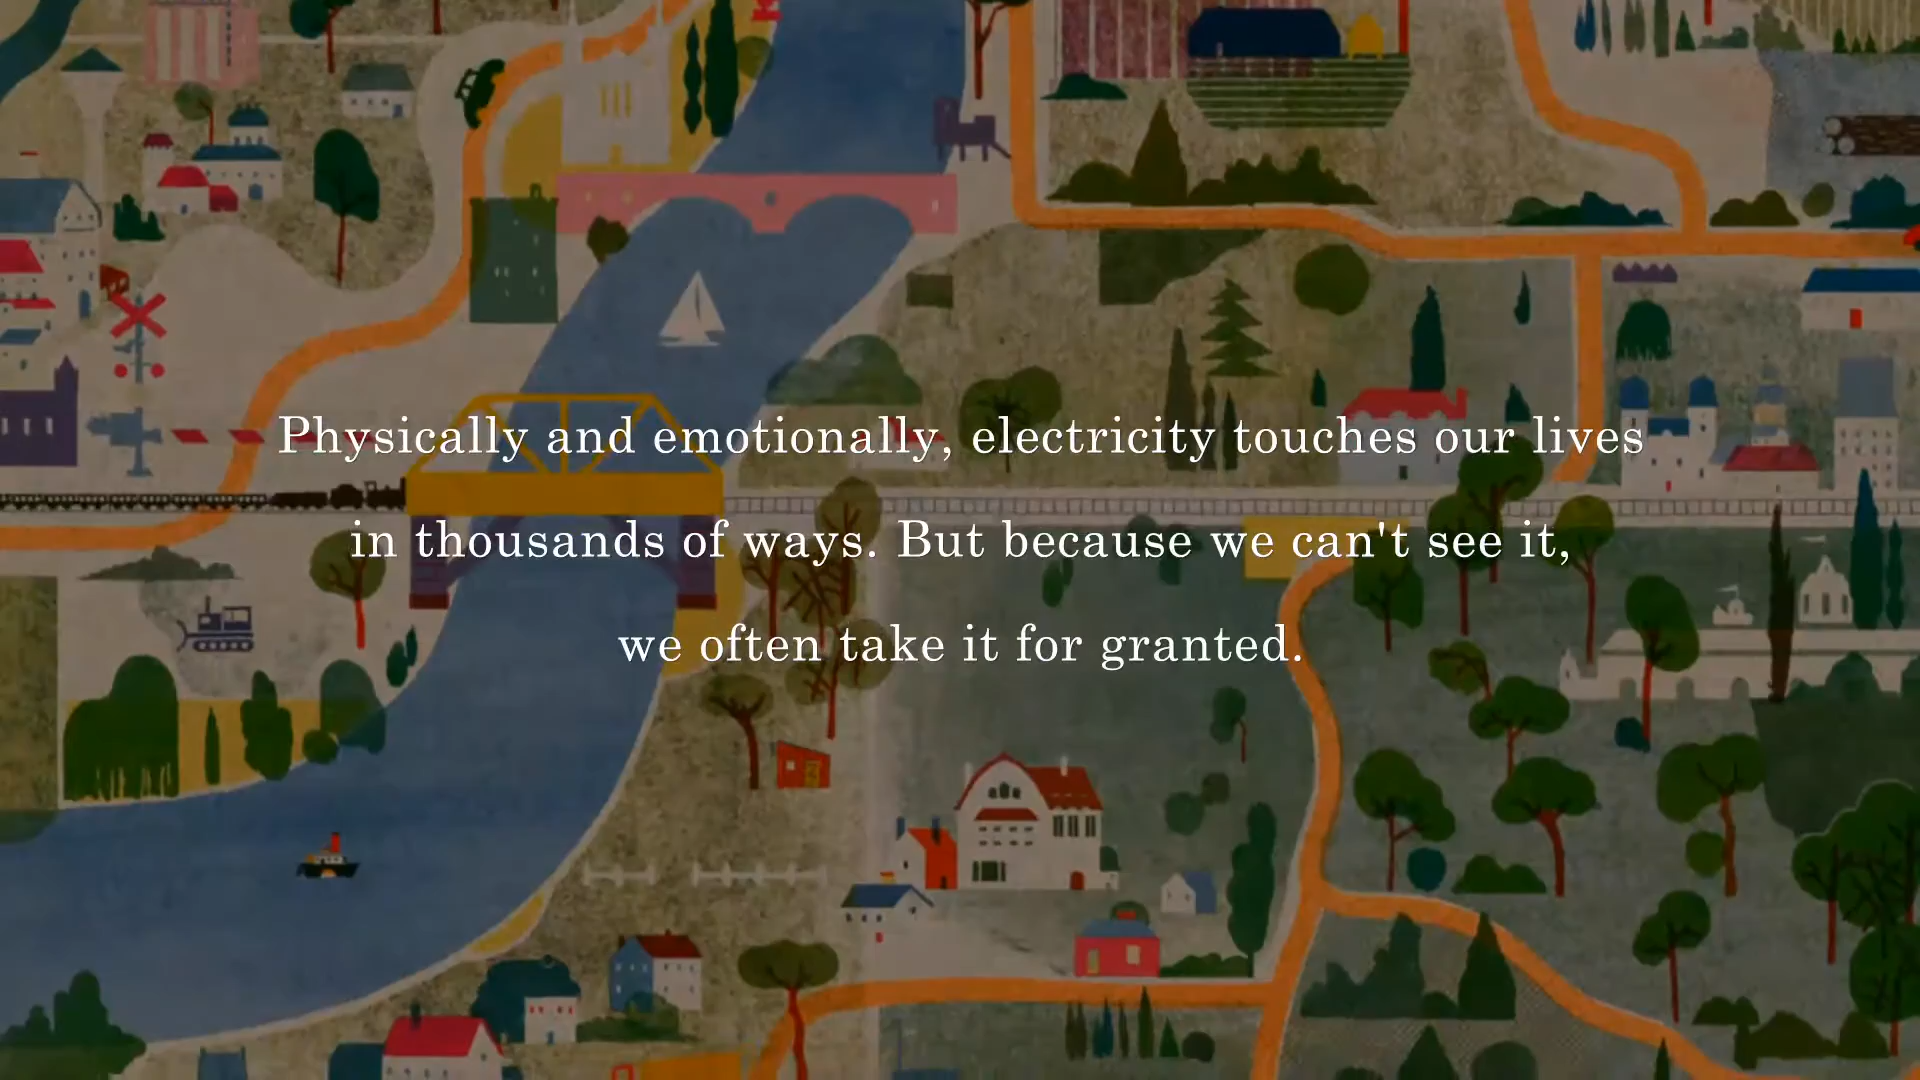 Physically and emotionally, electricity touches our lives
in thousands of ways. But because we can't see it,
we often take it for granted.